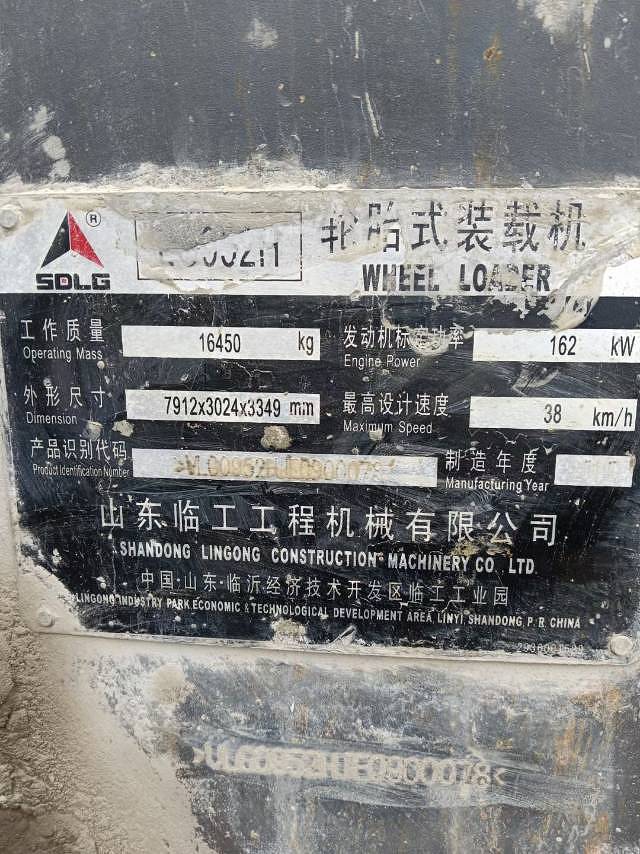 ®
SDLG
轮胎式装载机
WHEEL LOADER
工作质量 16450 kg 发动机标定功率 162 kW
Operating Mass Engine Power
外形尺寸 7912x3024x3349 mm 最高设计速度 38 km/h
Dimension Maximum Speed
产品识别代码 制造年度
Product Identification Number Manufacturing Year
山东临工工程机械有限公司
SHANDONG LINGONG CONSTRUCTION MACHINERY CO. LTD.
中国·山东·临沂经济技术开发区临工工业园
LINGONG INDUSTRY PARK ECONOMIC & TECHNOLOGICAL DEVELOPMENT AREA, LINYI, SHANDONG, P. R. CHINA